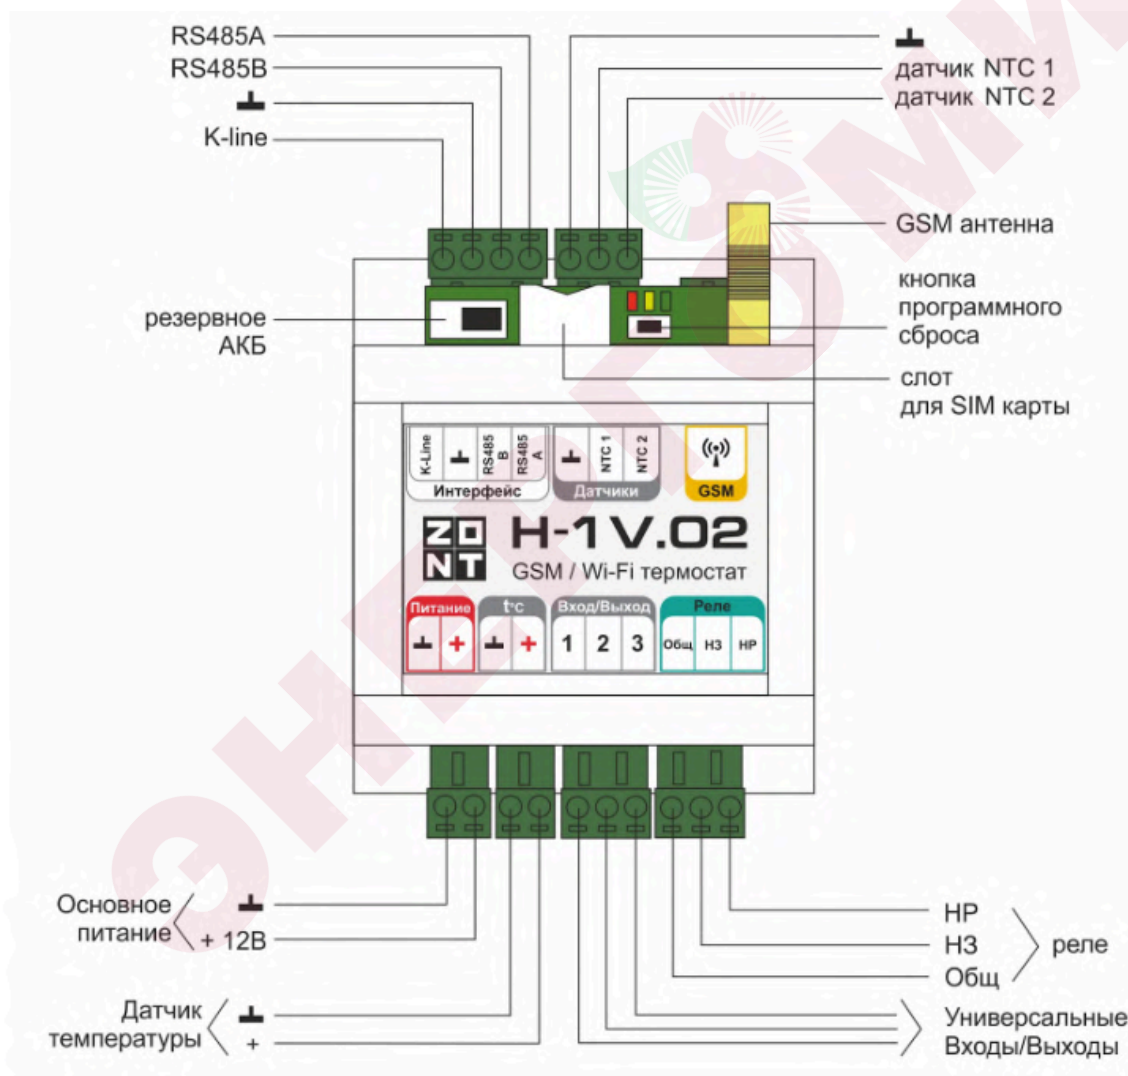 RS485A
RS485B
K-line
датчик NTC 1
датчик NTC 2
GSM антенна
кнопка
программного
сброса
слот
для SIM карты
резервное
АКБ
K-Line
RS485 B
RS485 A
NTC 1
NTC 2
Интерфейс
Датчики
GSM
ZONT
H-1V.02
GSM / Wi-Fi термостат
Питание
t°C
Вход/Выход
Реле
+
+
1
2
3
Общ
НЗ
НР
Основное
питание
+ 12В
Датчик
температуры
+
НР
НЗ
Общ
реле
Универсальные
Входы/Выходы
ЭНЕРГОМИ